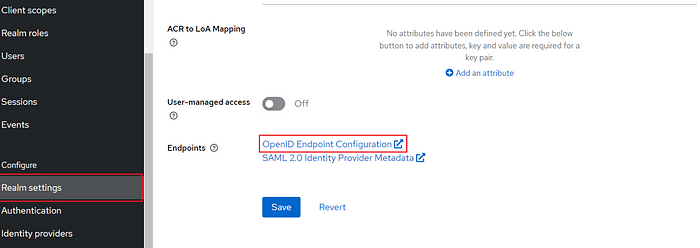 Client scopes
Realm roles
Users
Groups
Sessions
Events
Configure
Realm settings
Authentication
Identity providers
ACR to LoA Mapping
No attributes have been defined yet. Click the below
button to add attributes, key and value are required for a
key pair.
Add an attribute
User-managed access
Off
Endpoints
OpenID Endpoint Configuration
SAML 2.0 Identity Provider Metadata
Save
Revert